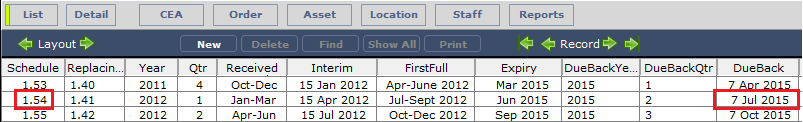 List Detail CEA Order Asset Location Staff Reports
Layout New Delete Find Show All Print Record
Schedule Replacin... Year Qtr Received Interim FirstFull Expiry DueBackYe... DueBackQtr DueBack
1.53 1.40 2011 4 Oct-Dec 15 Jan 2012 Apr-June 2012 Mar 2015 2015 1 7 Apr 2015
1.54 1.41 2012 1 Jan-Mar 15 Apr 2012 Jul-Sept 2012 Jun 2015 2015 2 7 Jul 2015
1.55 1.42 2012 2 Apr-Jun 15 Jul 2012 Oct-Dec 2012 Sep 2015 2015 3 7 Oct 2015